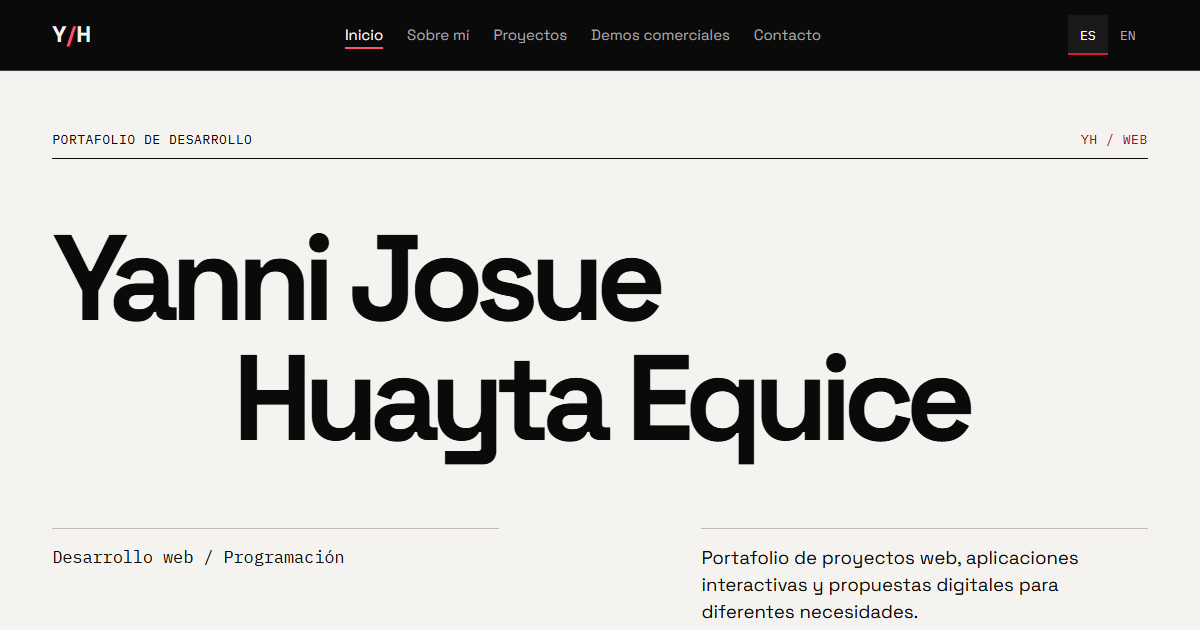 Y/H
Inicio Sobre mí Proyectos Demos comerciales Contacto
ES EN
PORTAFOLIO DE DESARROLLO
YH / WEB
Yanni Josue
Huayta Equice
Desarrollo web / Programación
Portafolio de proyectos web, aplicaciones
interactivas y propuestas digitales para
diferentes necesidades.